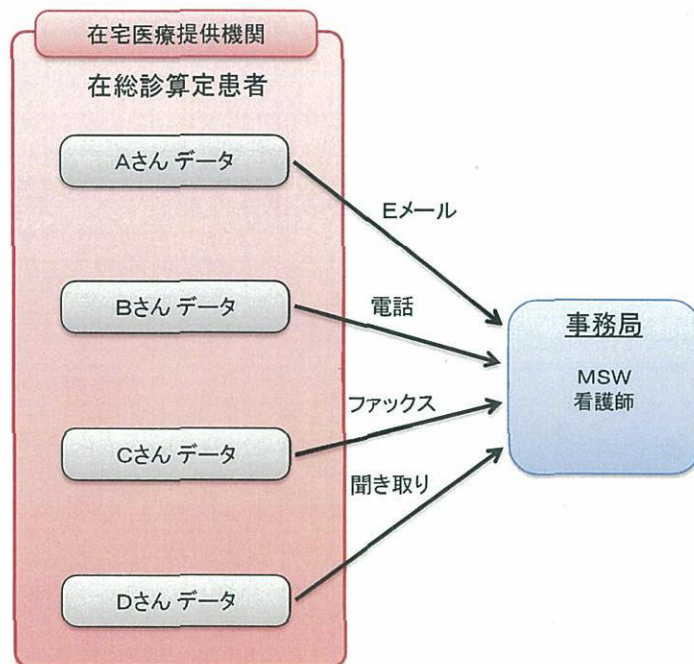 在宅医療提供機関
在総診算定患者
Aさん データ
Eメール
Bさん データ
電話
事務局
MSW
看護師
ファックス
Cさん データ
聞き取り
Dさん データ